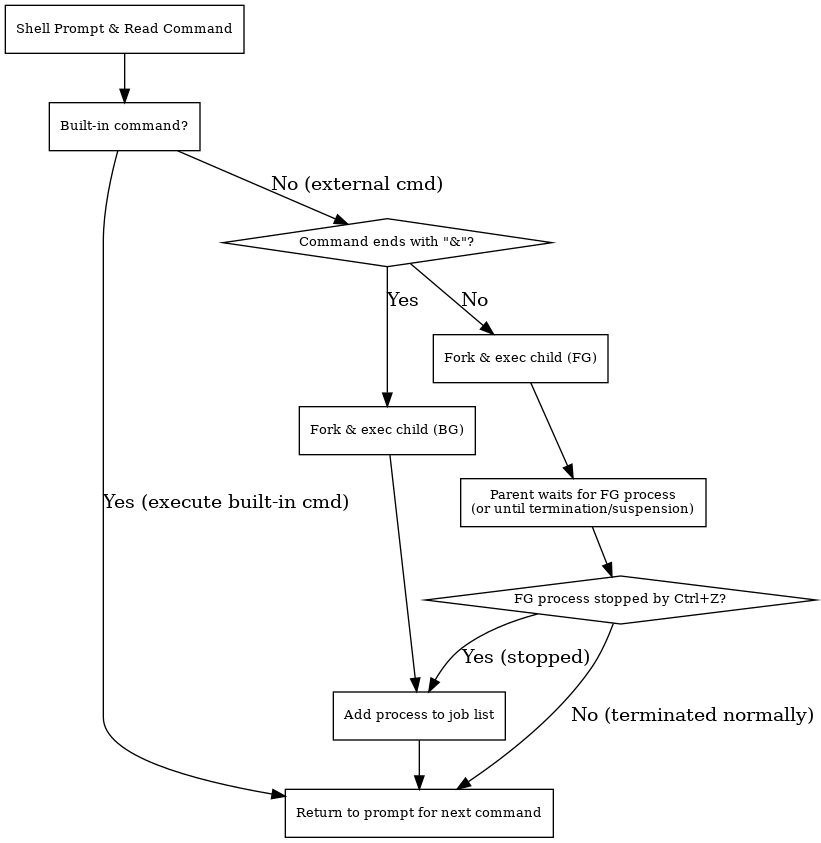 Shell Prompt & Read Command
Built-in command?
No (external cmd)
Command ends with "&"?
Yes
No
Fork & exec child (FG)
Fork & exec child (BG)
Yes (execute built-in cmd)
Parent waits for FG process
(or until termination/suspension)
FG process stopped by Ctrl+Z?
Yes (stopped)
No (terminated normally)
Add process to job list
Return to prompt for next command